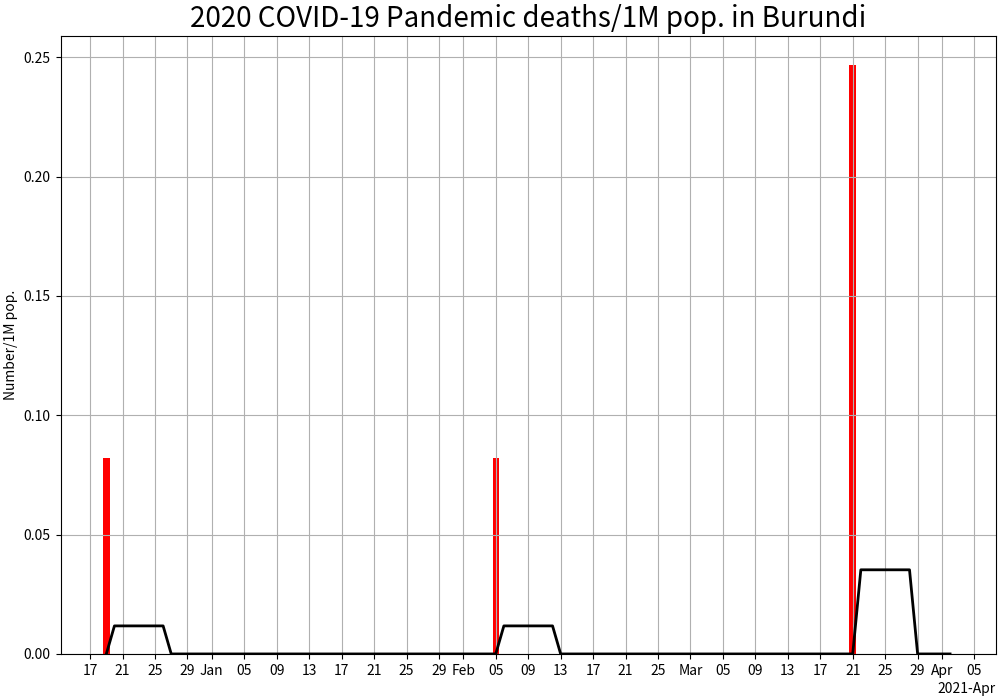 2020 COVID-19 Pandemic deaths/1M pop. in Burundi
Number/1M pop.
0.25
0.20
0.15
0.10
0.05
0.00
17 21 25 29 Jan 05 09 13 17 21 25 29 Feb 05 09 13 17 21 25 Mar 05 09 13 17 21 25 29 Apr 05
2021-Apr